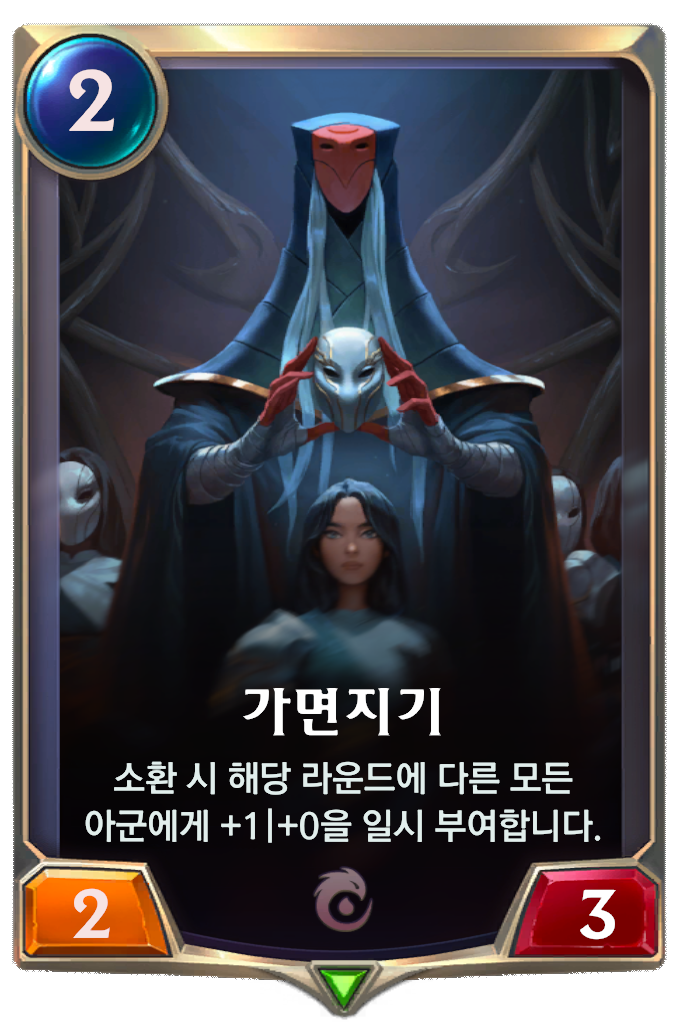 2
가면지기
소환 시 해당 라운드에 다른 모든
아군에게 +1|+0을 일시 부여합니다.
2
3